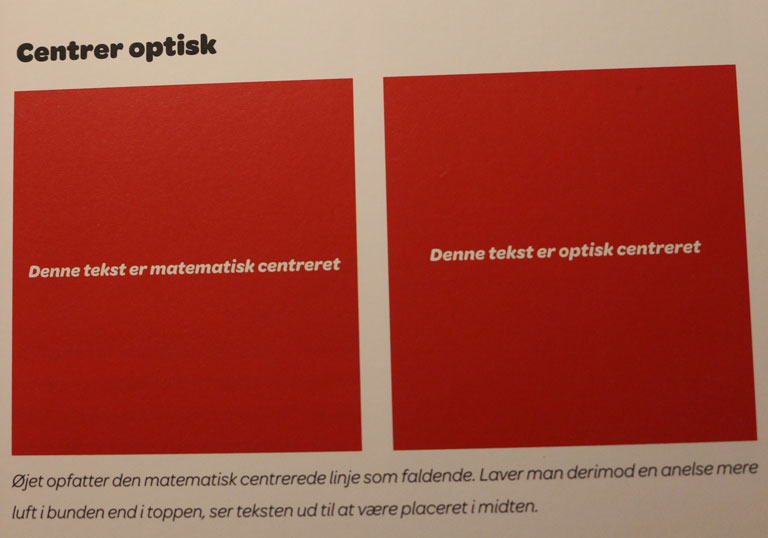 Centrer optisk
Denne tekst er matematisk centreret
Denne tekst er optisk centreret
Øjet opfatter den matematisk centrerede linje som faldende. Laver man derimod en anelse mere
luft i bunden end i toppen, ser teksten ud til at være placeret i midten.